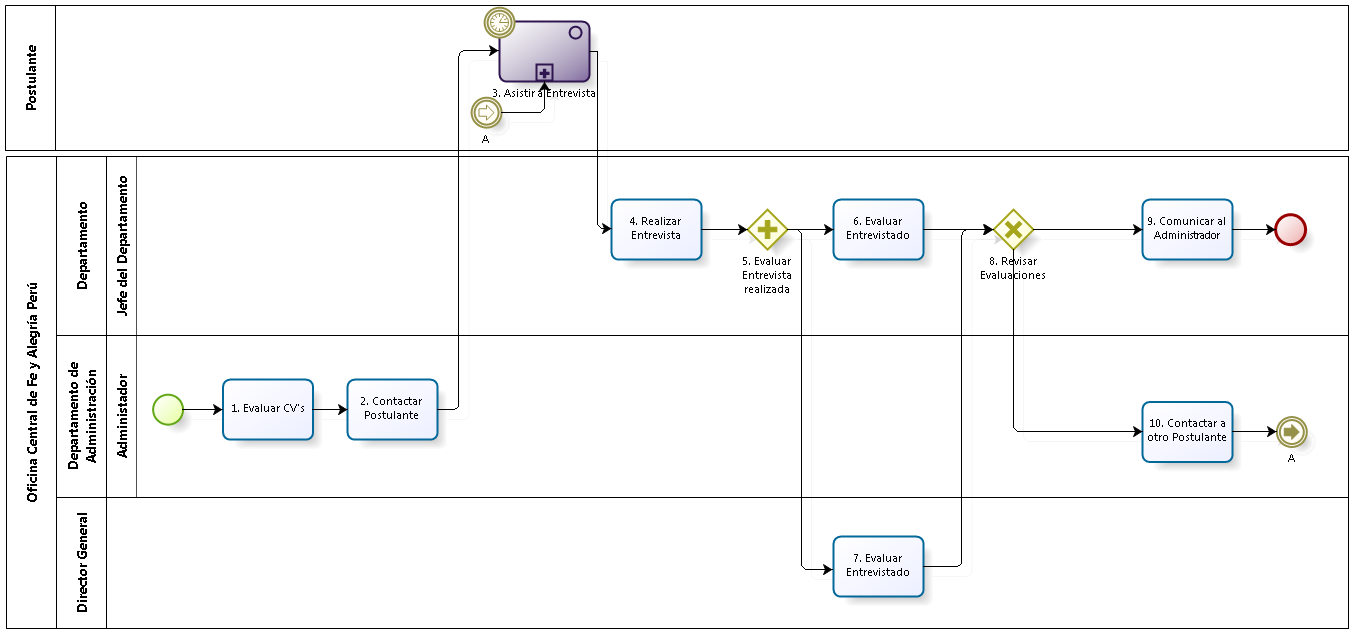 Postulante
3. Asistir a Entrevista
A
Oficina Central de Fe y Alegría Perú
Departamento
Jefe del Departamento
4. Realizar
Entrevista
5. Evaluar
Entrevista
realizada
6. Evaluar
Entrevistado
8. Revisar
Evaluaciones
9. Comunicar al
Administrador
Departamento de
Administración
Administador
1. Evaluar CV's
2. Contactar
Postulante
10. Contactar a
otro Postulante
A
Director General
7. Evaluar
Entrevistado